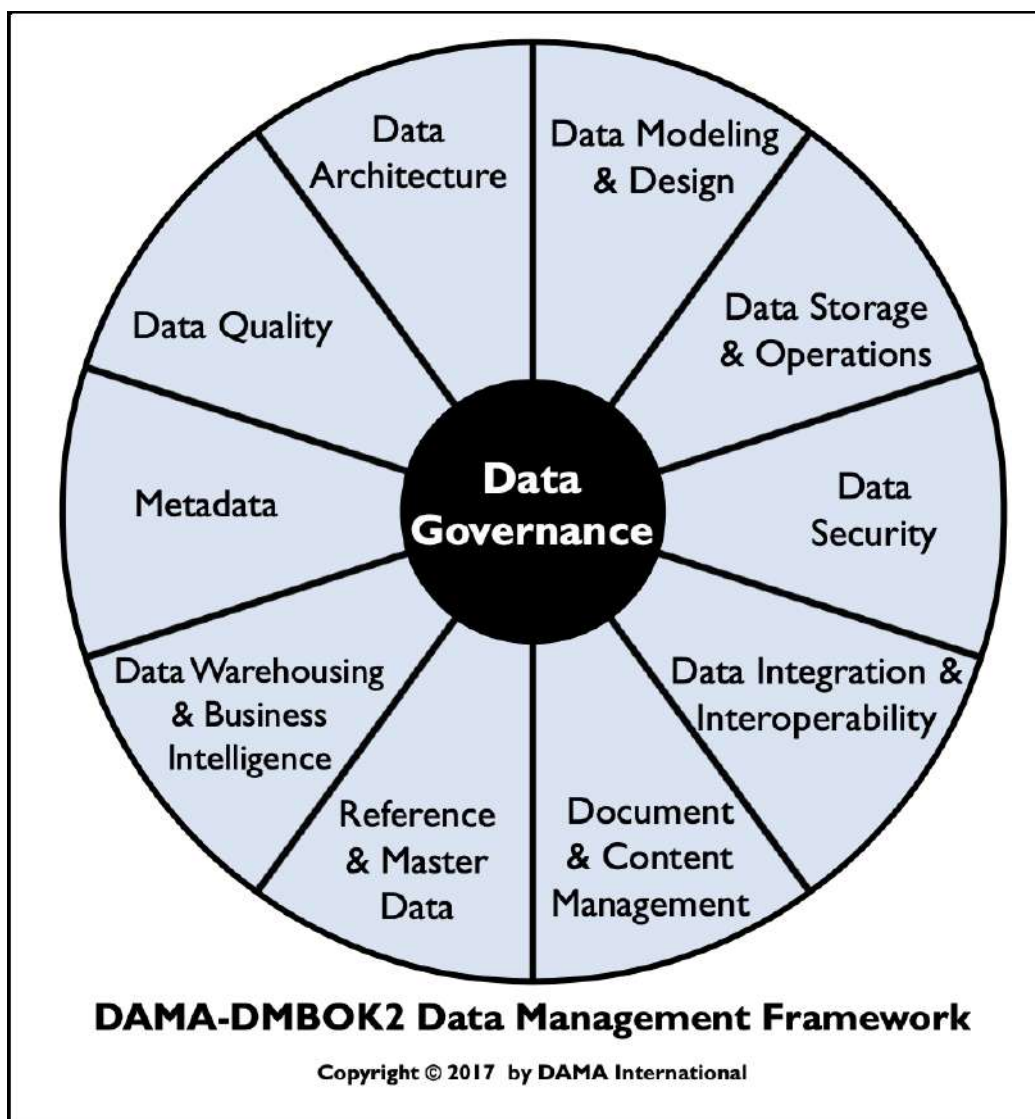 Data
Architecture
Data Modeling
& Design
Data Quality
Data Storage
& Operations
Metadata
Data
Governance
Data
Security
Data Warehousing
& Business
Intelligence
Data Integration &
Interoperability
Reference
& Master
Data
Document
& Content
Management
DAMA-DMBOK2 Data Management Framework
Copyright © 2017 by DAMA International